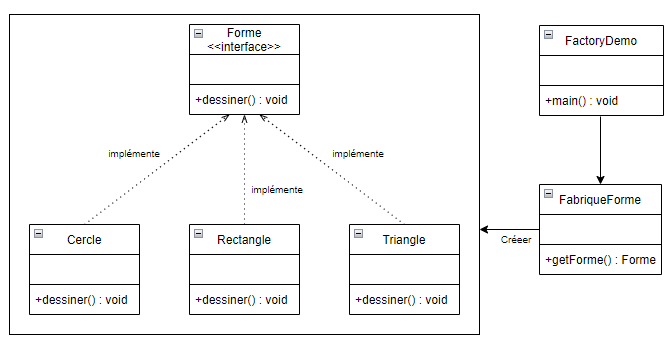 Forme
<<interface>>
+dessiner() : void
implémente
implémente
implémente
Cercle
+dessiner() : void
Rectangle
+dessiner() : void
Triangle
+dessiner() : void
FactoryDemo
+main() : void
FabriqueForme
+getForme() : Forme
Créeer